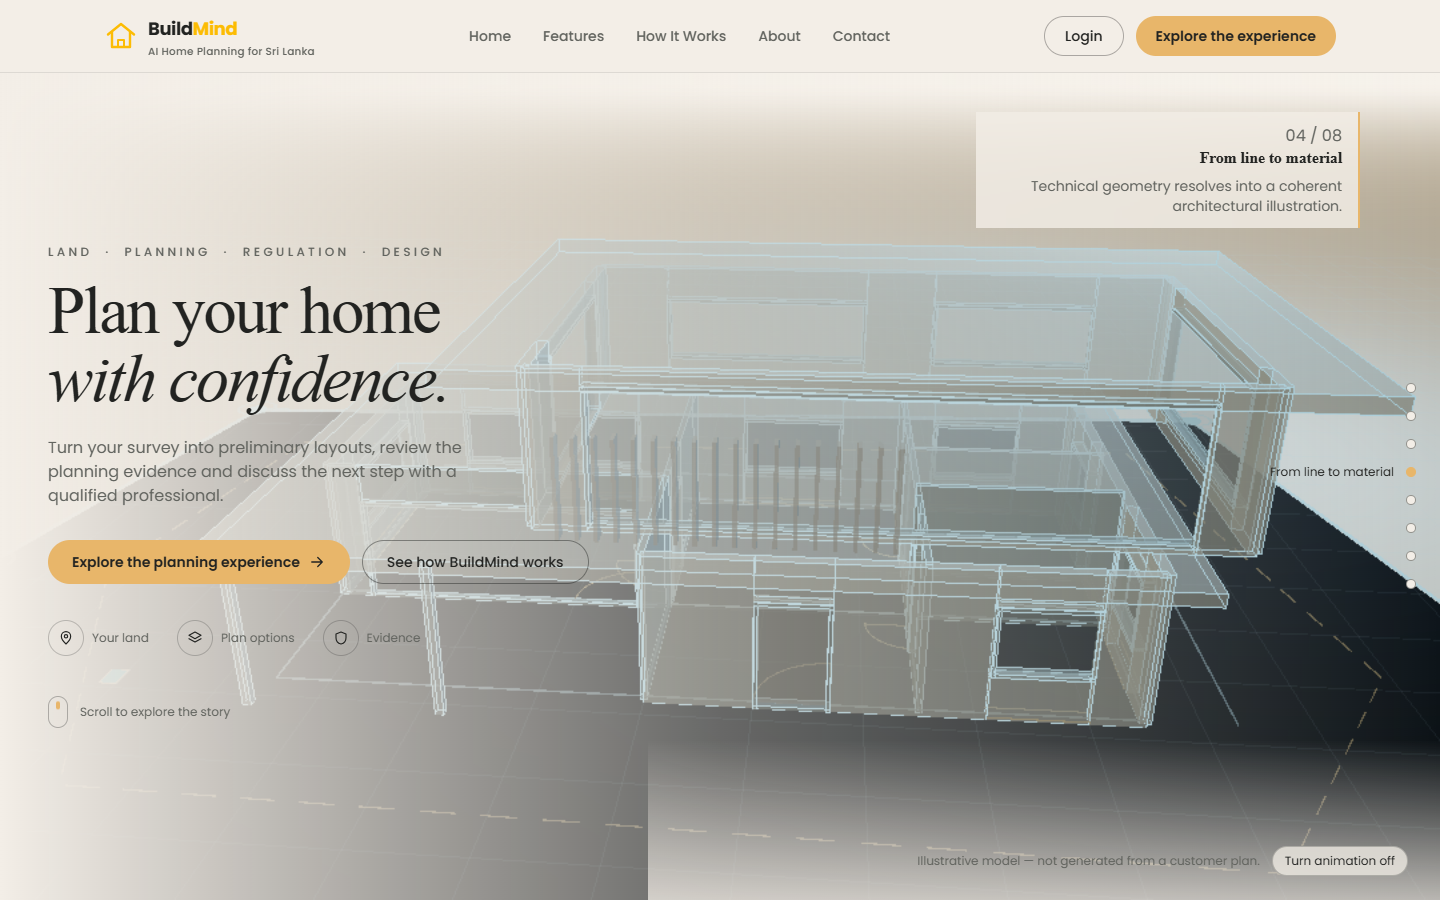 BuildMind
AI Home Planning for Sri Lanka
Home
Features
How It Works
About
Contact
Login
Explore the experience
04 / 08
From line to material
Technical geometry resolves into a coherent
architectural illustration.
LAND · PLANNING · REGULATION · DESIGN
Plan your home
with confidence.
Turn your survey into preliminary layouts, review the
planning evidence and discuss the next step with a
qualified professional.
From line to material
Explore the planning experience →
See how BuildMind works
Your land
Plan options
Evidence
Scroll to explore the story
Illustrative model — not generated from a customer plan.
Turn animation off